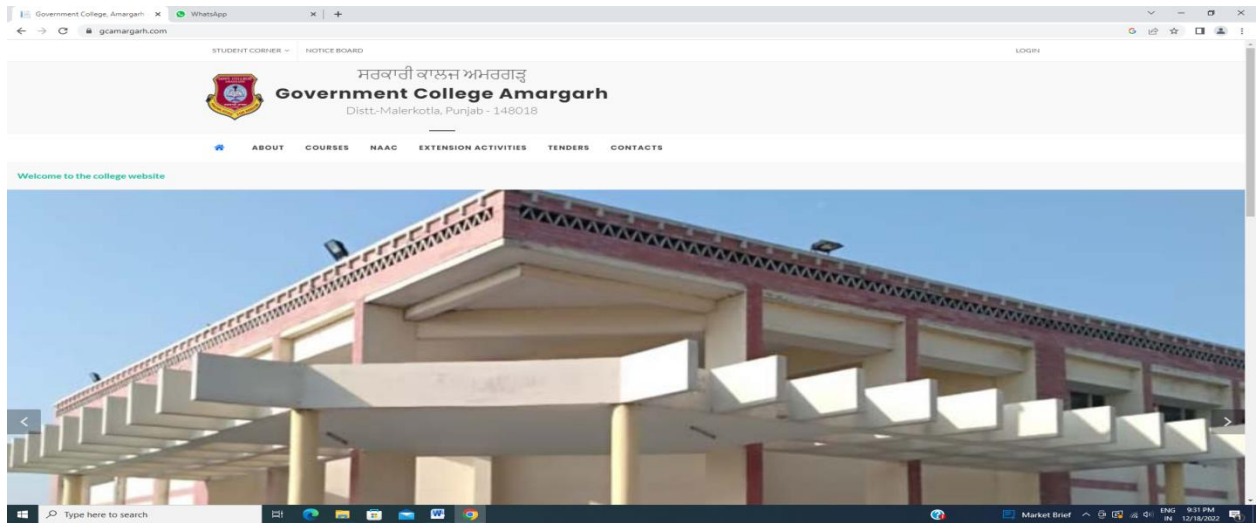 Government College, Amargarh
WhatsApp
gcamargarh.com
STUDENT CORNER
NOTICE BOARD
LOGIN
ਸਰਕਾਰੀ ਕਾਲਜ ਅਮਰਗੜ੍ਹ
Government College Amargarh
Distt.-Malerkotla, Punjab - 148018
ABOUT COURSES NAAC EXTENSION ACTIVITIES TENDERS CONTACTS
Welcome to the college website
Type here to search
Market Brief
ENG 9:31 PM
IN 12/18/2022